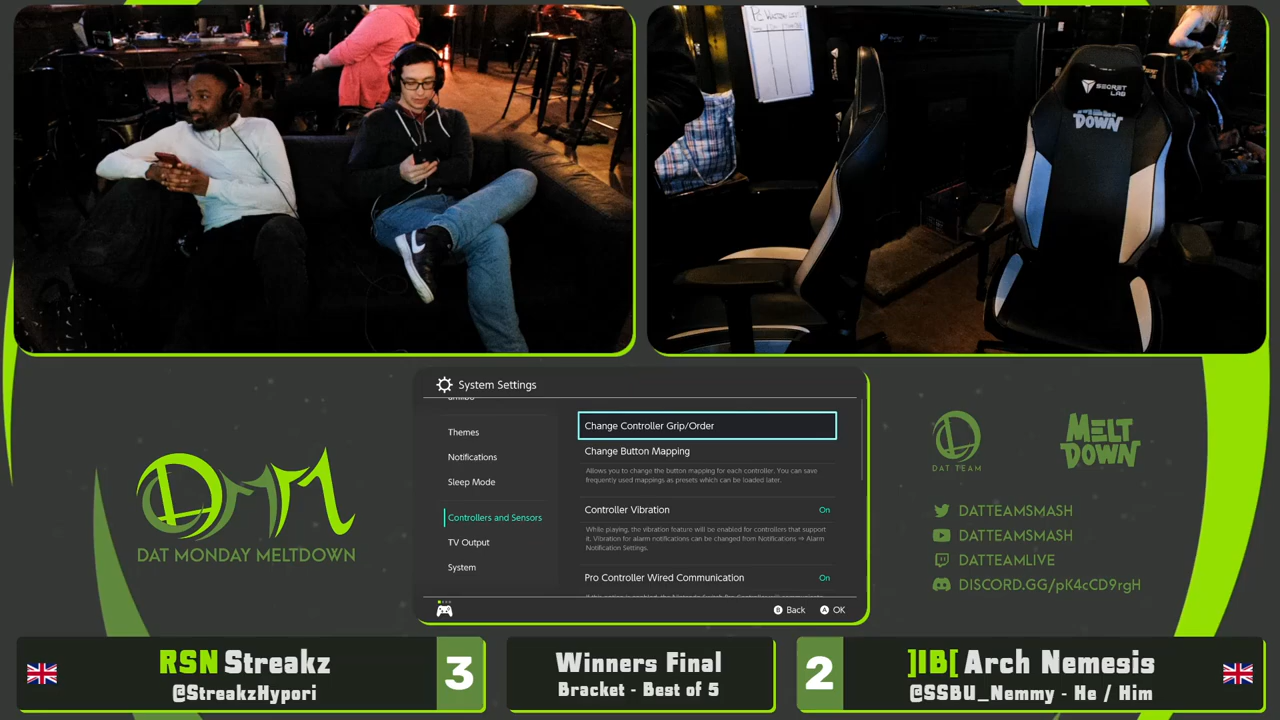 SECRET
LAB
MELT
DOWN
System Settings
Themes
Notifications
Sleep Mode
Controllers and Sensors
TV Output
System
Change Controller Grip/Order
Change Button Mapping
Allows you to change the button mapping for each controller. You can save
frequently used mappings as presets which can be loaded later.
Controller Vibration On
While playing, the vibration feature will be enabled for controllers that support
it. Vibration for alarm notifications can be changed from Notifications ⇒ Alarm
Notification Settings.
Pro Controller Wired Communication On
B Back A OK
DMM
DAT MONDAY MELTDOWN
DAT TEAM
MELT
DOWN
DATTEAMSMASH
DATTEAMSMASH
DATTEAMLIVE
DISCORD.GG/pK4cCD9rgH
RSN Streakz
@StreakzHypori
3
Winners Final
Bracket - Best of 5
2
]IB[ Arch Nemesis
@SSBU_Nemmy - He / Him